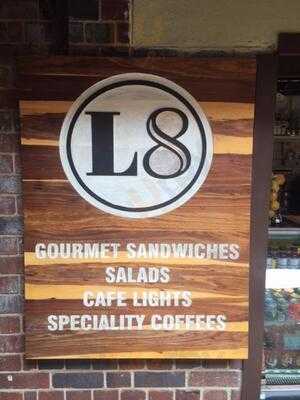 L8
GOURMET SANDWICHES
SALADS
CAFE LIGHTS
SPECIALITY COFFEES